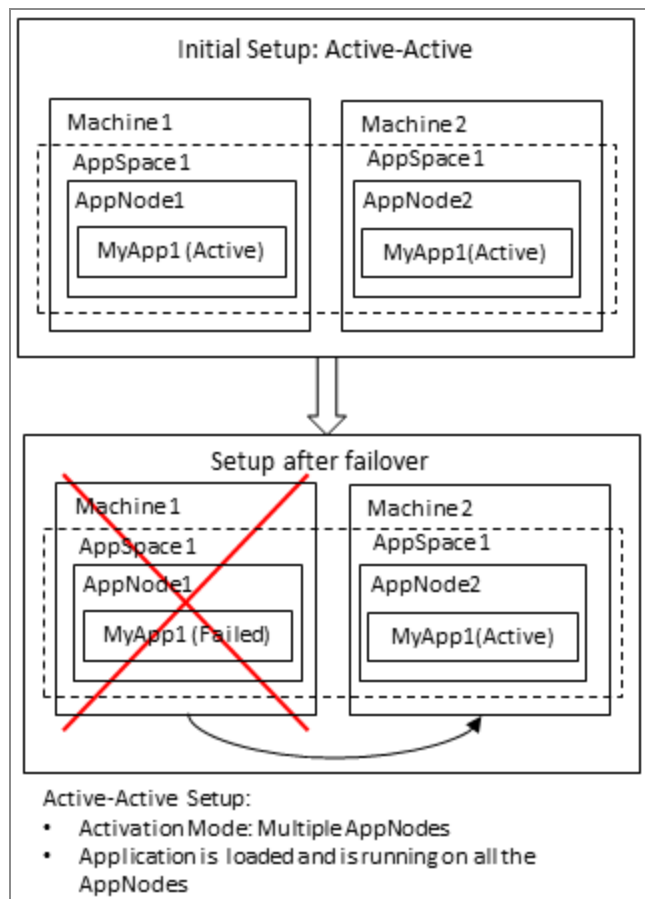 Initial Setup: Active-Active
Machine1
Machine2
AppSpace1
AppSpace1
AppNode1
AppNode2
MyApp1 (Active)
MyApp1(Active)
Setup after failover
Machine1
Machine2
AppSpace1
AppSpace1
AppNode1
AppNode2
MyApp1 (Failed)
MyApp1(Active)
Active-Active Setup:
• Activation Mode: Multiple AppNodes
• Application is loaded and is running on all the
AppNodes